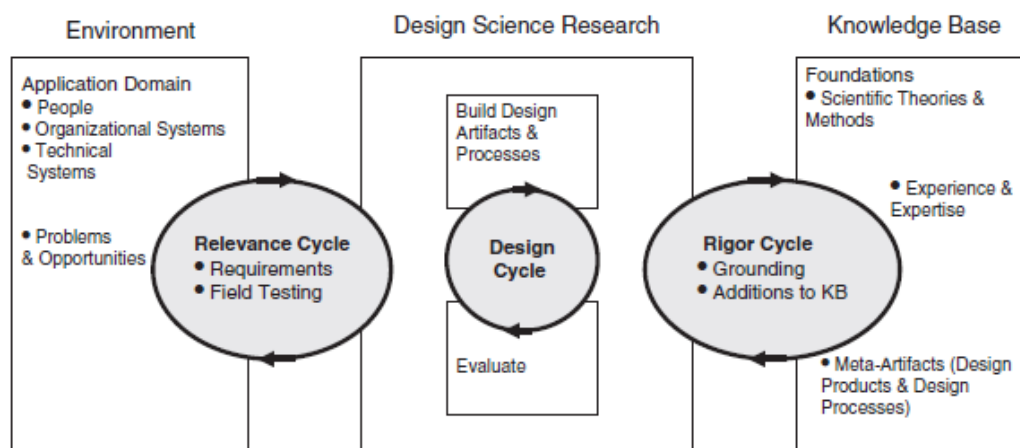 Environment
Design Science Research
Knowledge Base
Application Domain
● People
● Organizational Systems
● Technical
Systems
● Problems
& Opportunities
Relevance Cycle
● Requirements
● Field Testing
Build Design
Artifacts &
Processes
Design
Cycle
Evaluate
Rigor Cycle
● Grounding
● Additions to KB
Foundations
● Scientific Theories &
Methods
● Experience &
Expertise
● Meta-Artifacts (Design
Products & Design
Processes)